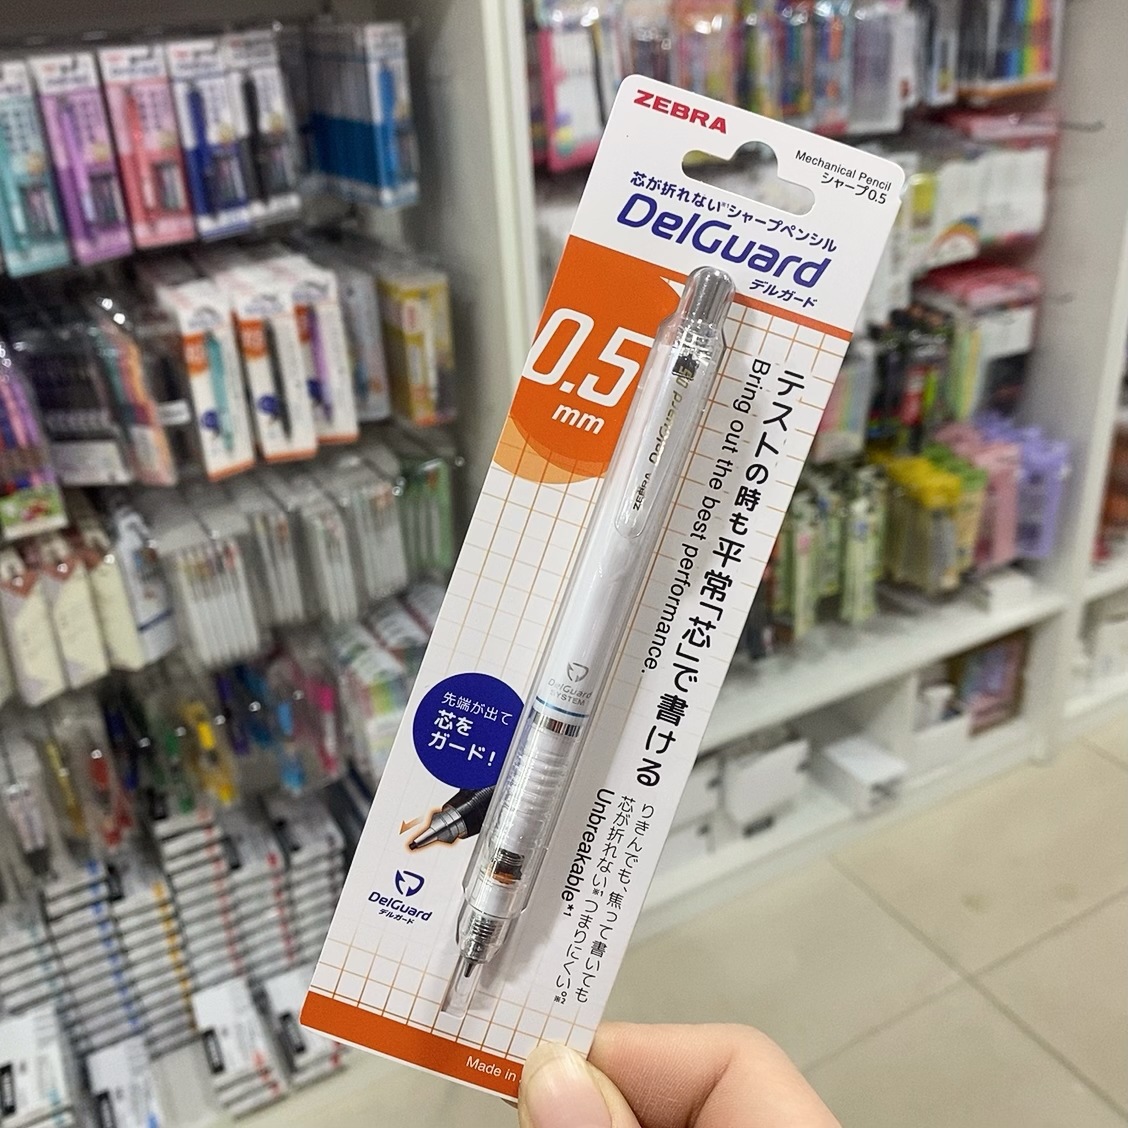 ZEBRA
Mechanical Pencil
シャープ0.5
芯が折れない※1シャープペンシル
DelGuard
デルガード
0.5
mm
テストの時も平常「芯」で書ける
Bring out the best performance.
DelGuard
SYSTEM
先端が出て
芯を
ガード!
DelGuard
デルガード
りきんでも、焦って書いても
芯が折れない※1つまりにくい。※2
Unbreakable*1
Made in